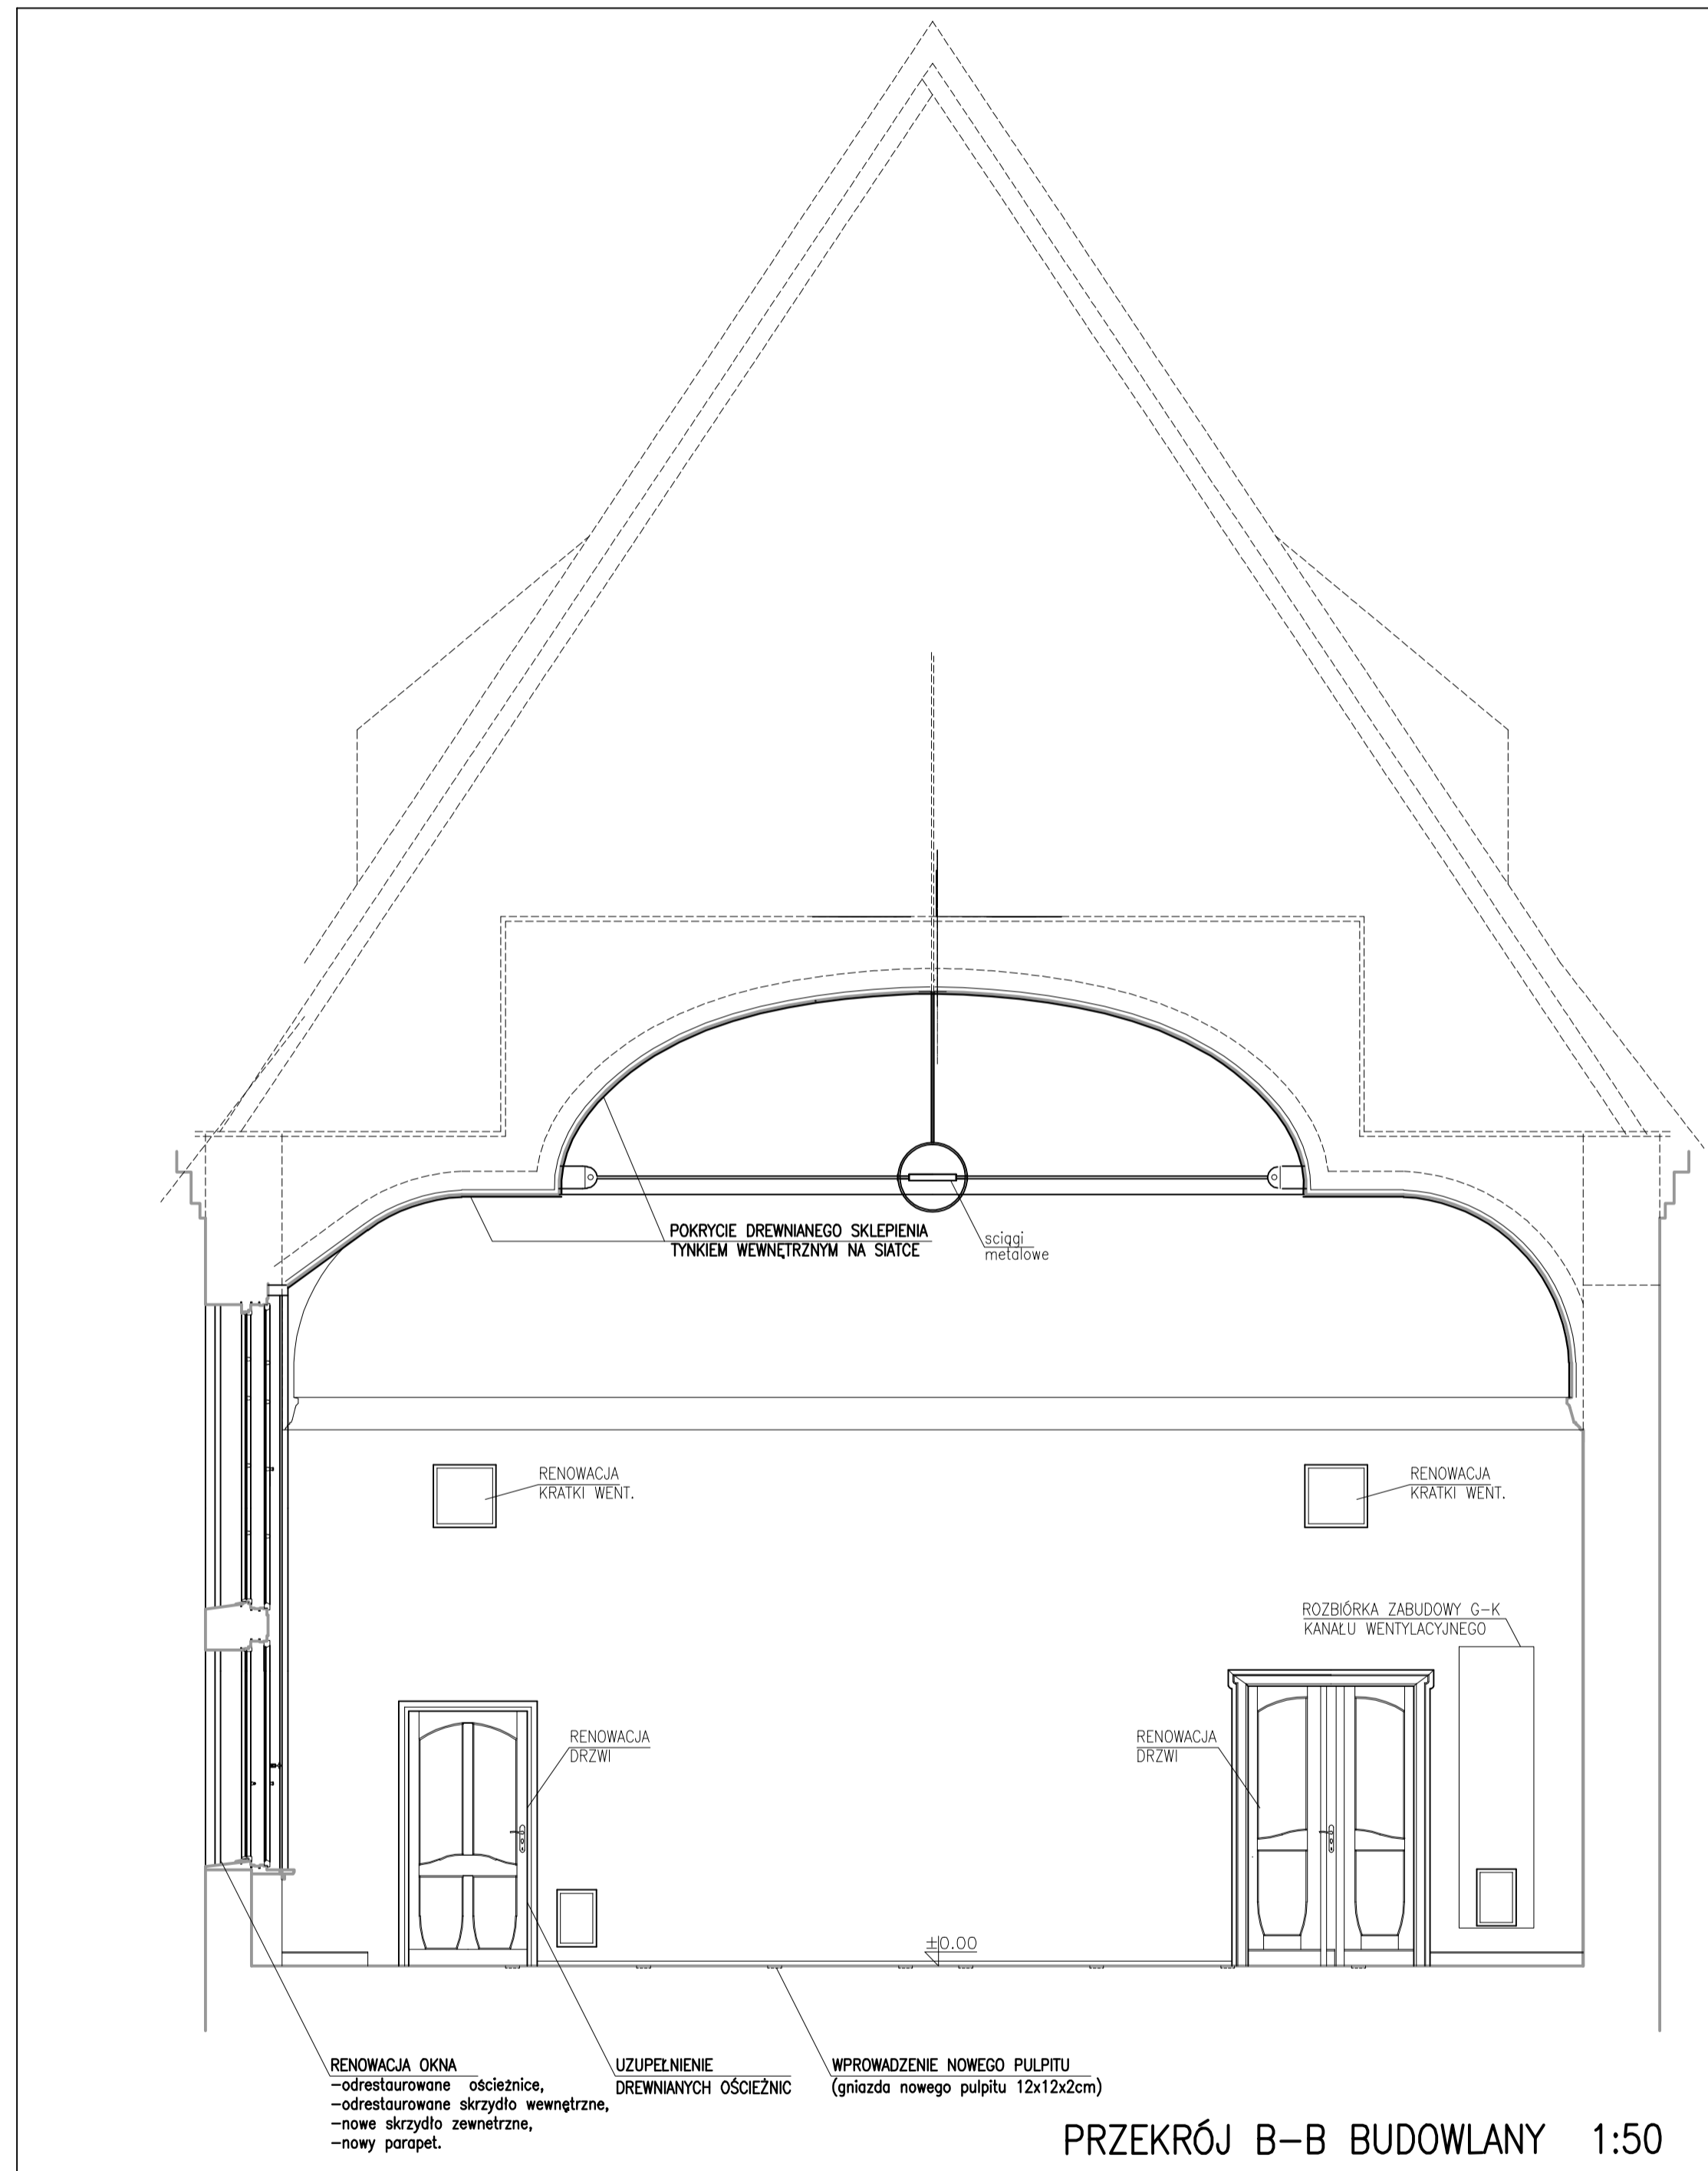 POKRYCIE DREWNIANEGO SKLEPIENIA
TYNKIEM WEWNĘTRZNYM NA SIATCE
sciągi
metalowe
RENOWACJA
KRATKI WENT.
RENOWACJA
KRATKI WENT.
ROZBIÓRKA ZABUDOWY G-K
KANAŁU WENTYLACYJNEGO
RENOWACJA
DRZWI
RENOWACJA
DRZWI
±0.00
RENOWACJA OKNA
-odrestaurowane ościeżnice,
-odrestaurowane skrzydło wewnętrzne,
-nowe skrzydło zewnetrzne,
-nowy parapet.
UZUPEŁNIENIE
DREWNIANYCH OŚCIEŻNIC
WPROWADZENIE NOWEGO PULPITU
(gniazda nowego pulpitu 12x12x2cm)
PRZEKRÓJ B-B BUDOWLANY 1:50